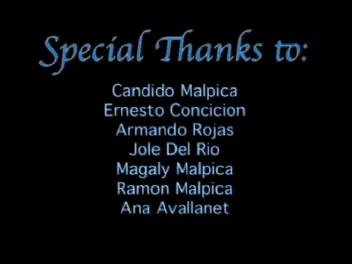 Special Thanks to:
Candido Malpica
Ernesto Concicion
Armando Rojas
Jole Del Rio
Magaly Malpica
Ramon Malpica
Ana Avallanet